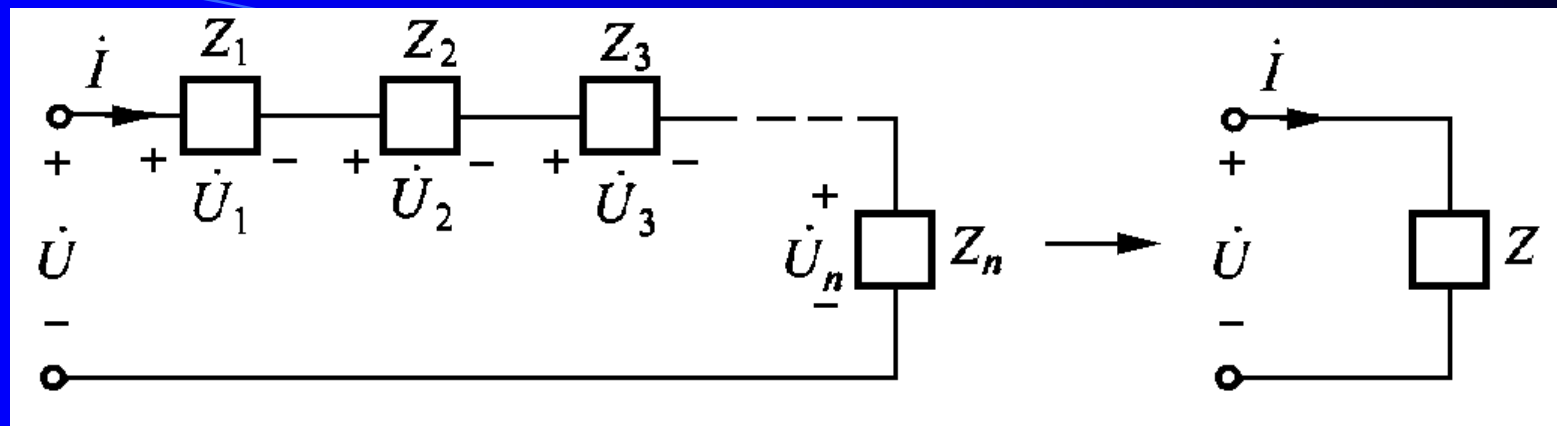 İ Z₁ Z₂ Z₃ İ
+ + - + - + - +
U̇₁ U̇₂ U̇₃ +
U̇ U̇ₙ Zₙ U̇ Z
- - -